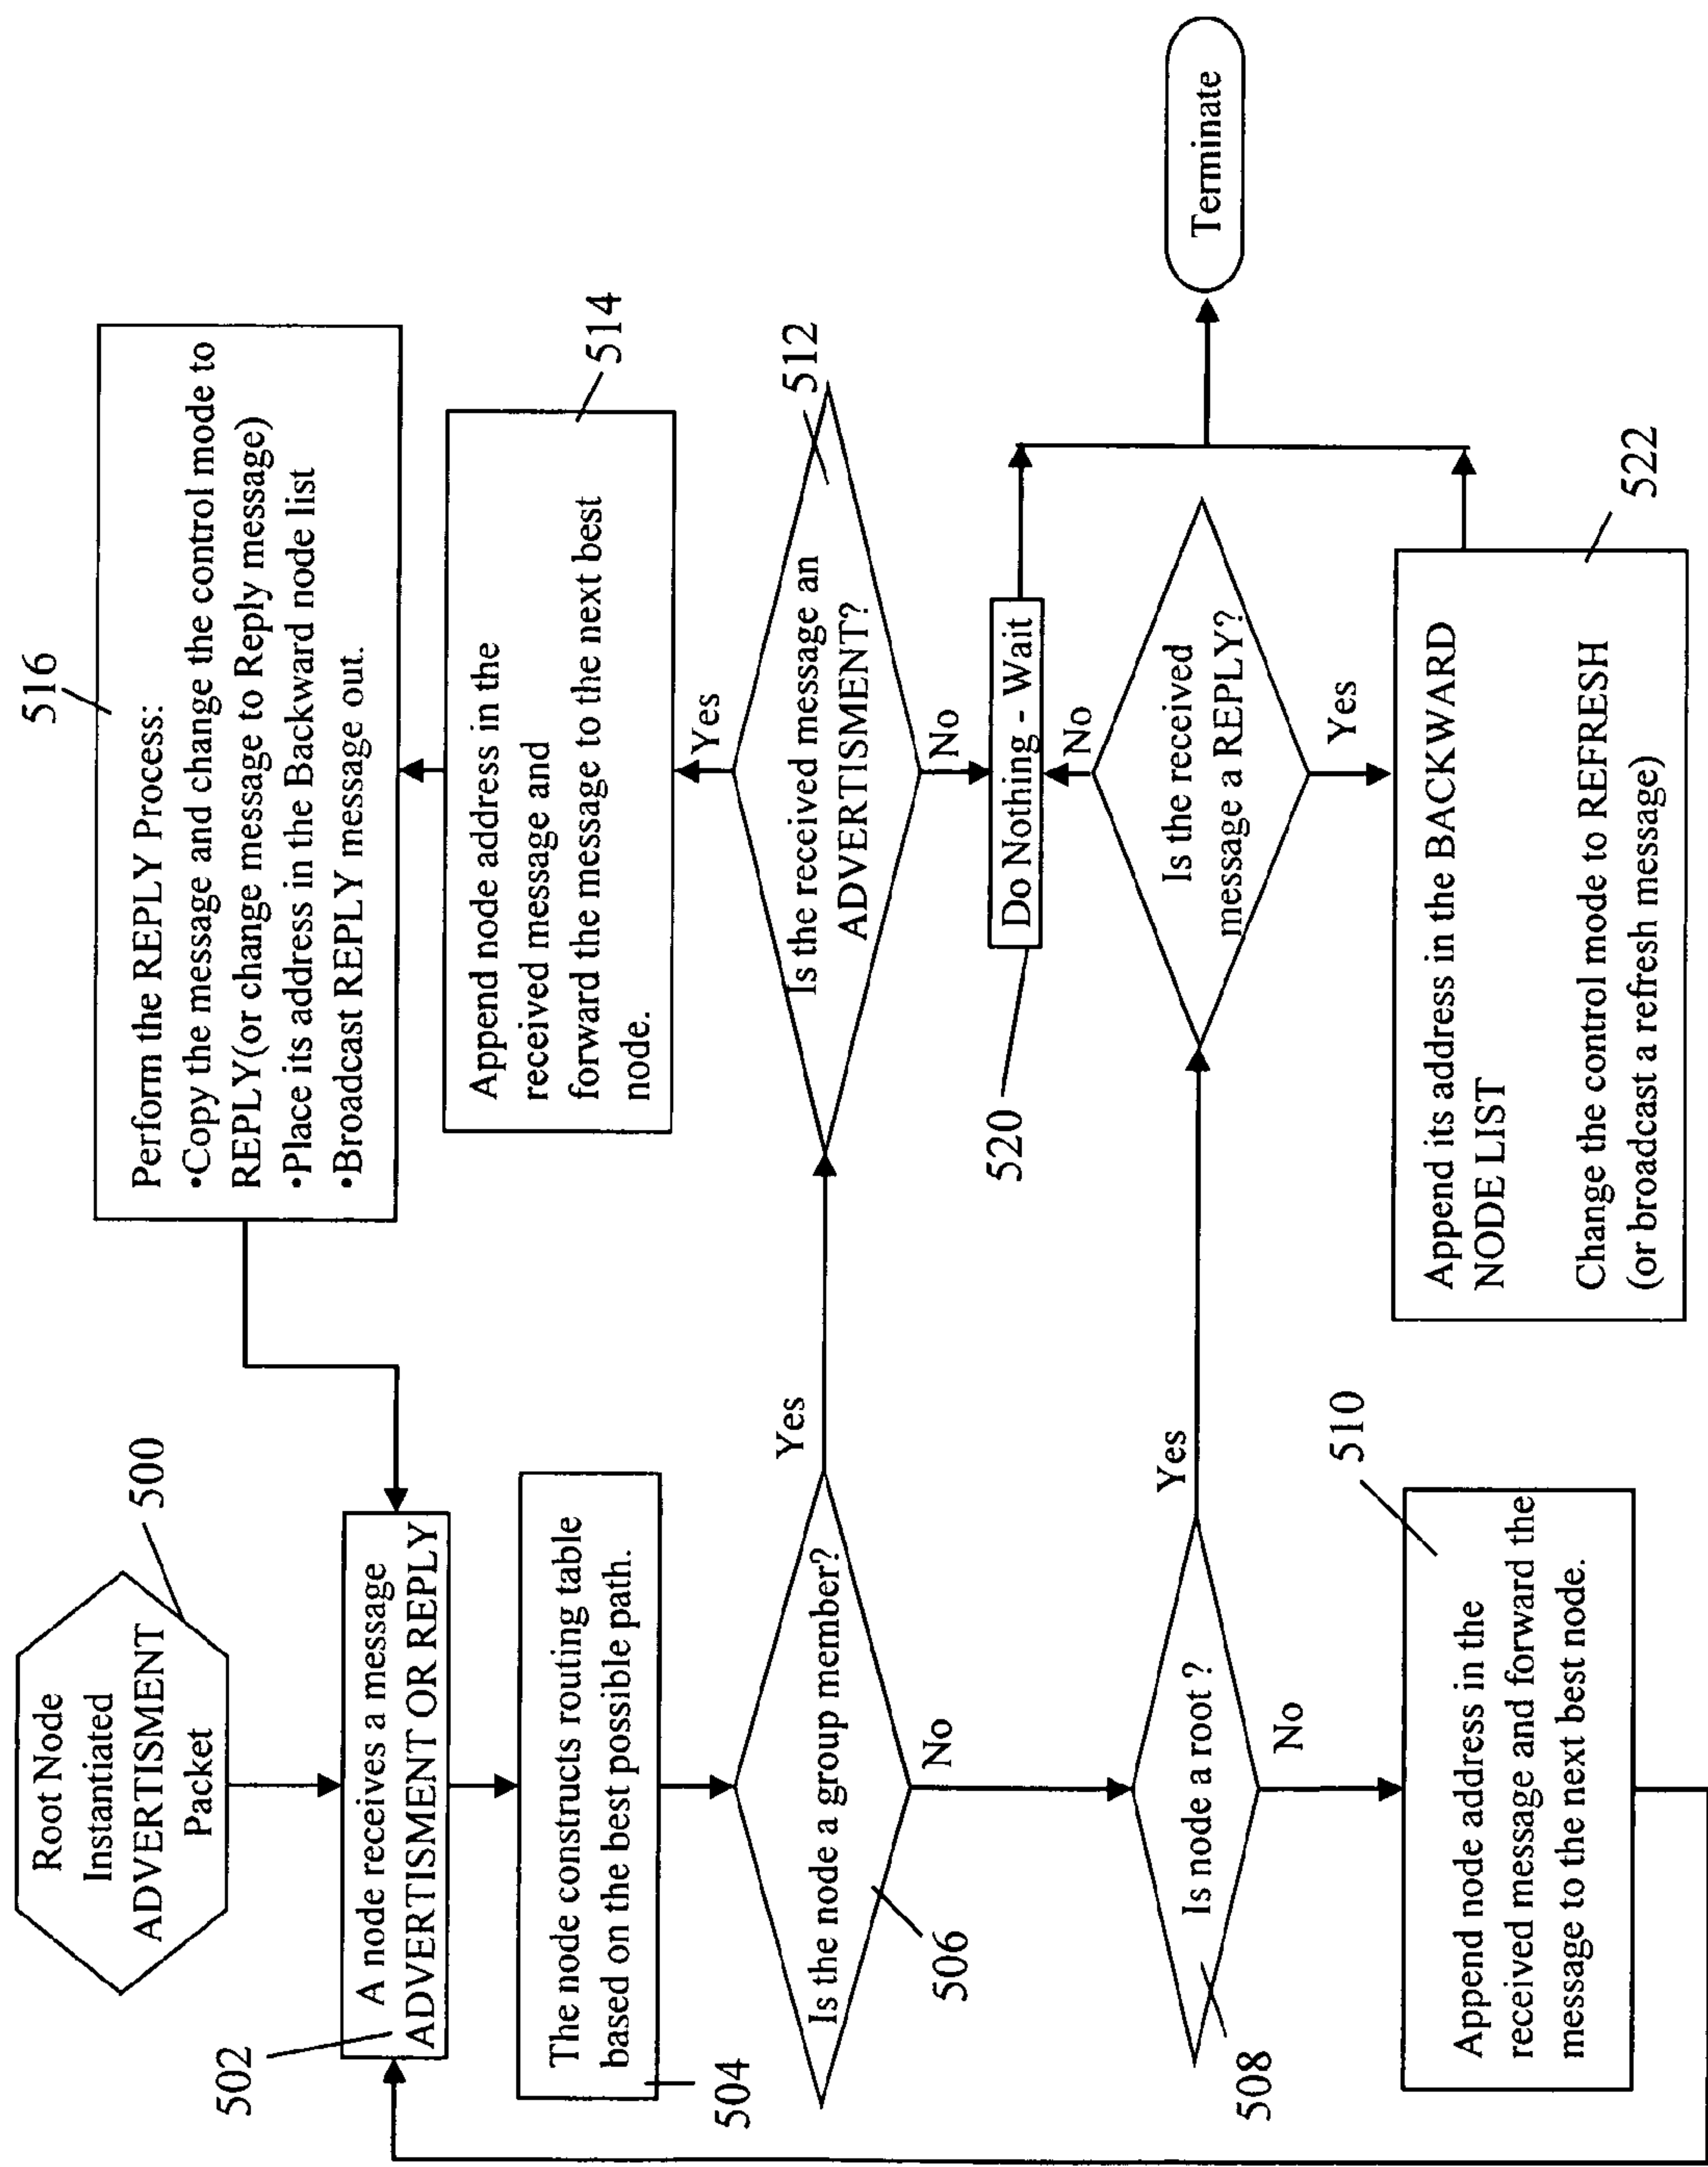 Root Node
Instantiated
ADVERTISMENT
Packet
500
502
A node receives a message
ADVERTISMENT OR REPLY
504
The node constructs routing table
based on the best possible path.
506
Is the node a group member?
Yes
No
508
Is node a root ?
Yes
No
510
Append node address in the
received message and forward the
message to the next best node.
516
Perform the REPLY Process:
•Copy the message and change the control mode to
REPLY(or change message to Reply message)
•Place its address in the Backward node list
•Broadcast REPLY message out.
514
Append node address in the
received message and
forward the message to the next best
node.
Yes
512
Is the received message an
ADVERTISMENT?
No
520
Do Nothing - Wait
No
Is the received
message a REPLY?
Yes
522
Append its address in the BACKWARD
NODE LIST
Change the control mode to REFRESH
(or broadcast a refresh message)
Terminate